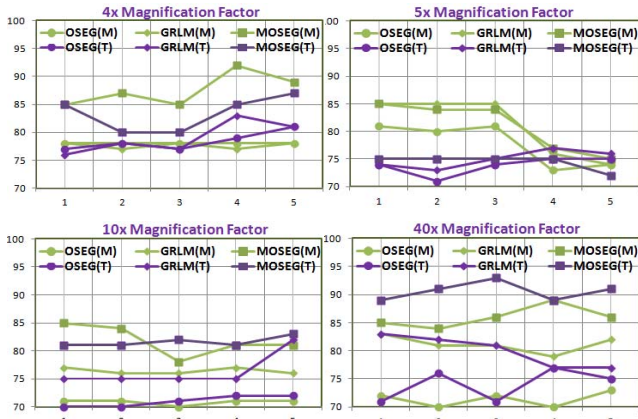 4x Magnification Factor
100
95
90
85
80
75
70
OSEG(M) GRLM(M) MOSEG(M)
OSEG(T) GRLM(T) MOSEG(T)
1 2 3 4 5
5x Magnification Factor
100
95
90
85
80
75
70
OSEG(M) GRLM(M) MOSEG(M)
OSEG(T) GRLM(T) MOSEG(T)
1 2 3 4 5
10x Magnification Factor
100
95
90
85
80
75
70
OSEG(M) GRLM(M) MOSEG(M)
OSEG(T) GRLM(T) MOSEG(T)
40x Magnification Factor
100
95
90
85
80
75
70
OSEG(M) GRLM(M) MOSEG(M)
OSEG(T) GRLM(T) MOSEG(T)